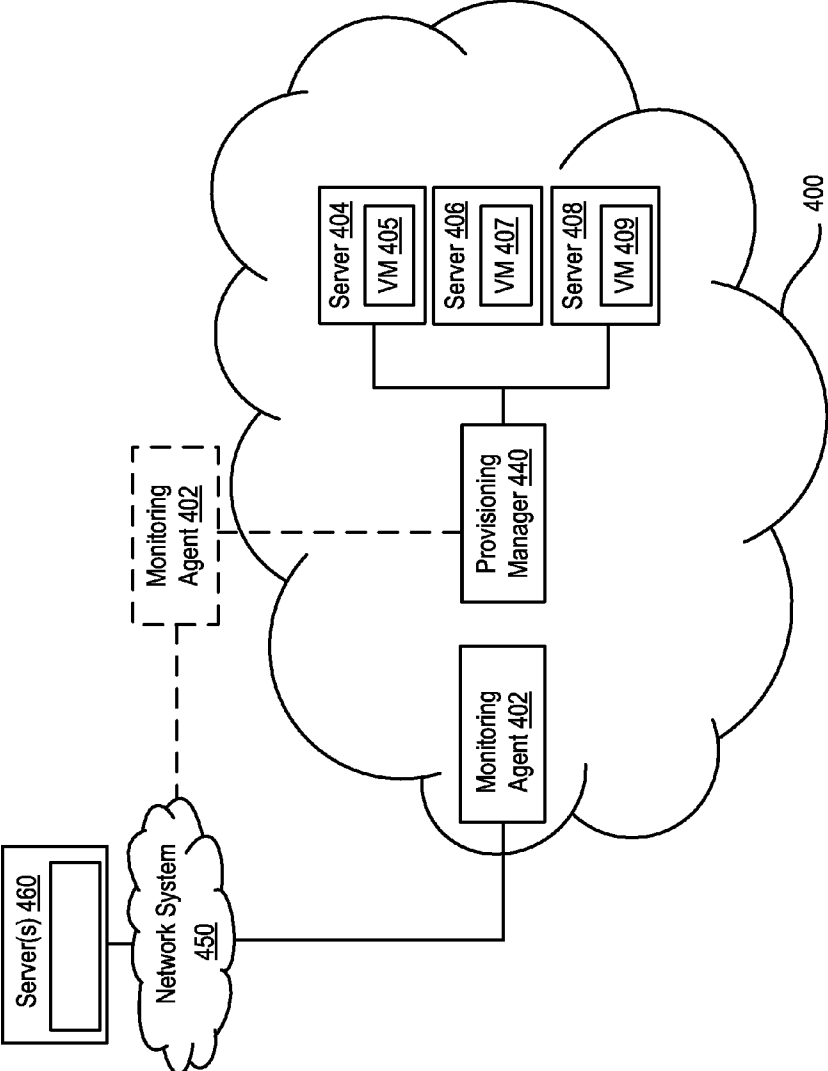 Server(s) 460
Network System
450
Monitoring
Agent 402
Monitoring
Agent 402
Provisioning
Manager 440
Server 404
VM 405
Server 406
VM 407
Server 408
VM 409
400